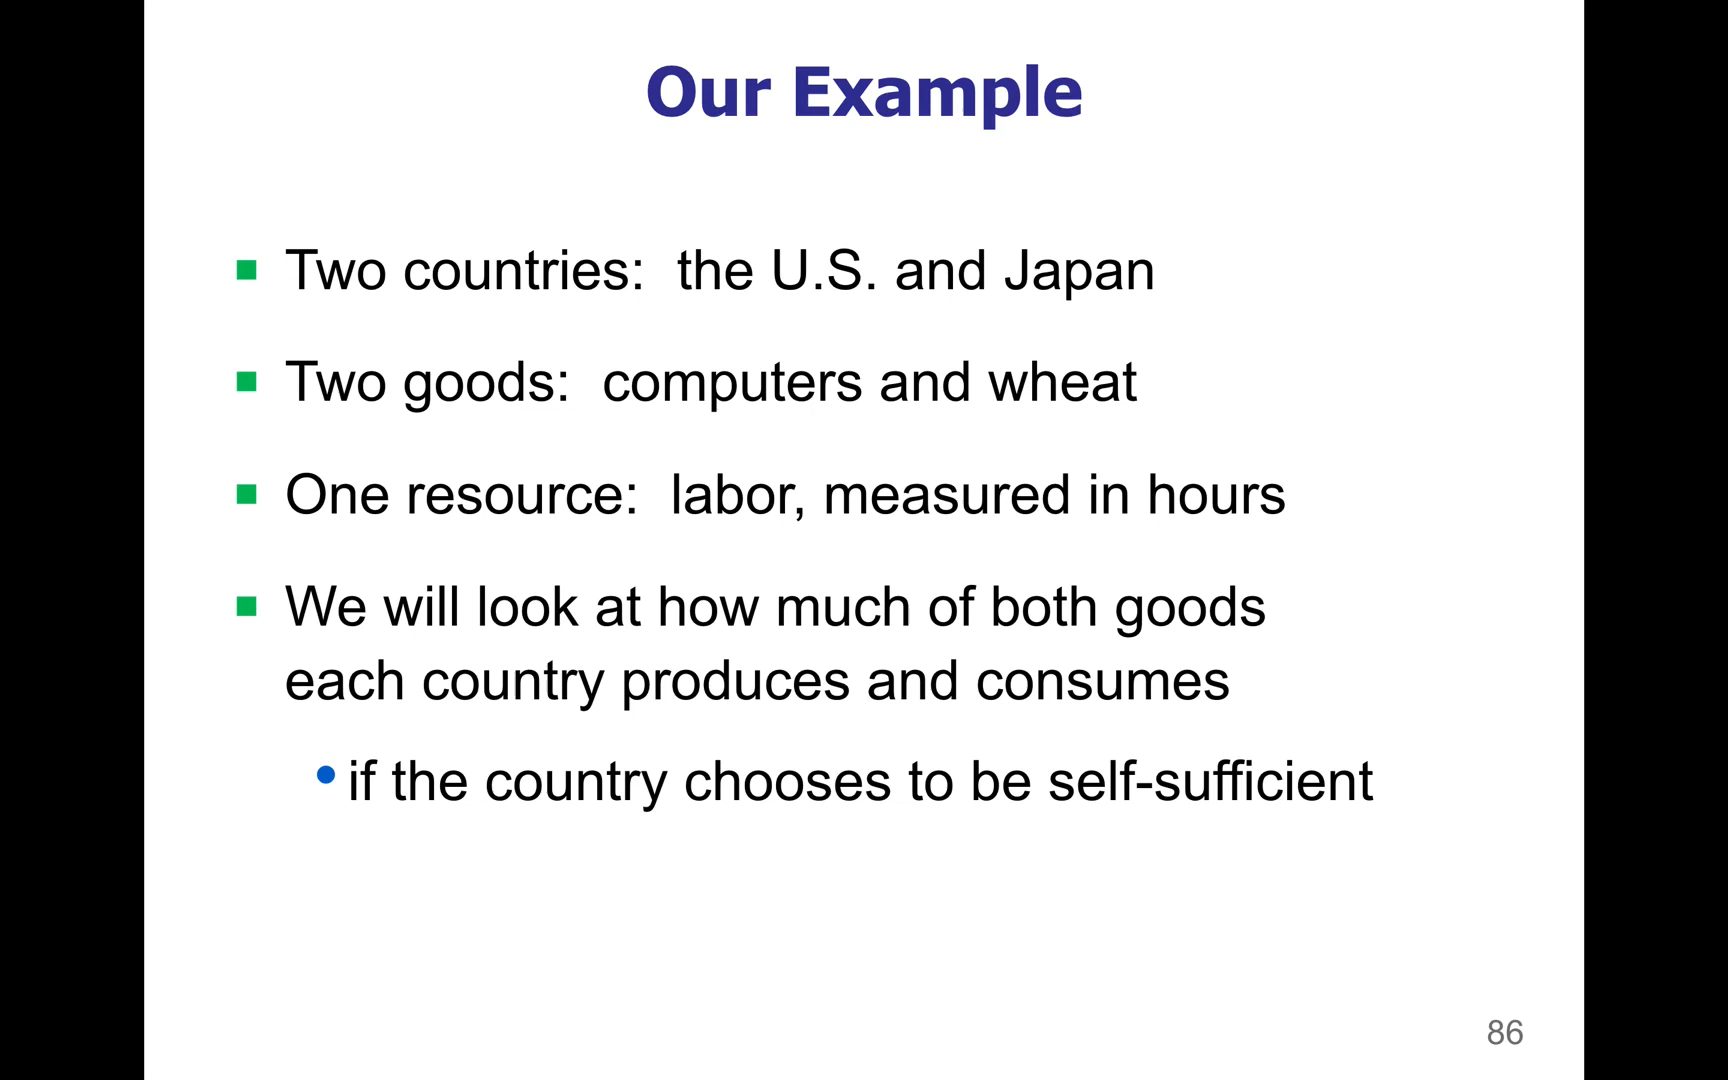 Our Example
Two countries:  the U.S. and Japan
Two goods:  computers and wheat
One resource:  labor, measured in hours
We will look at how much of both goods
each country produces and consumes
if the country chooses to be self-sufficient
86